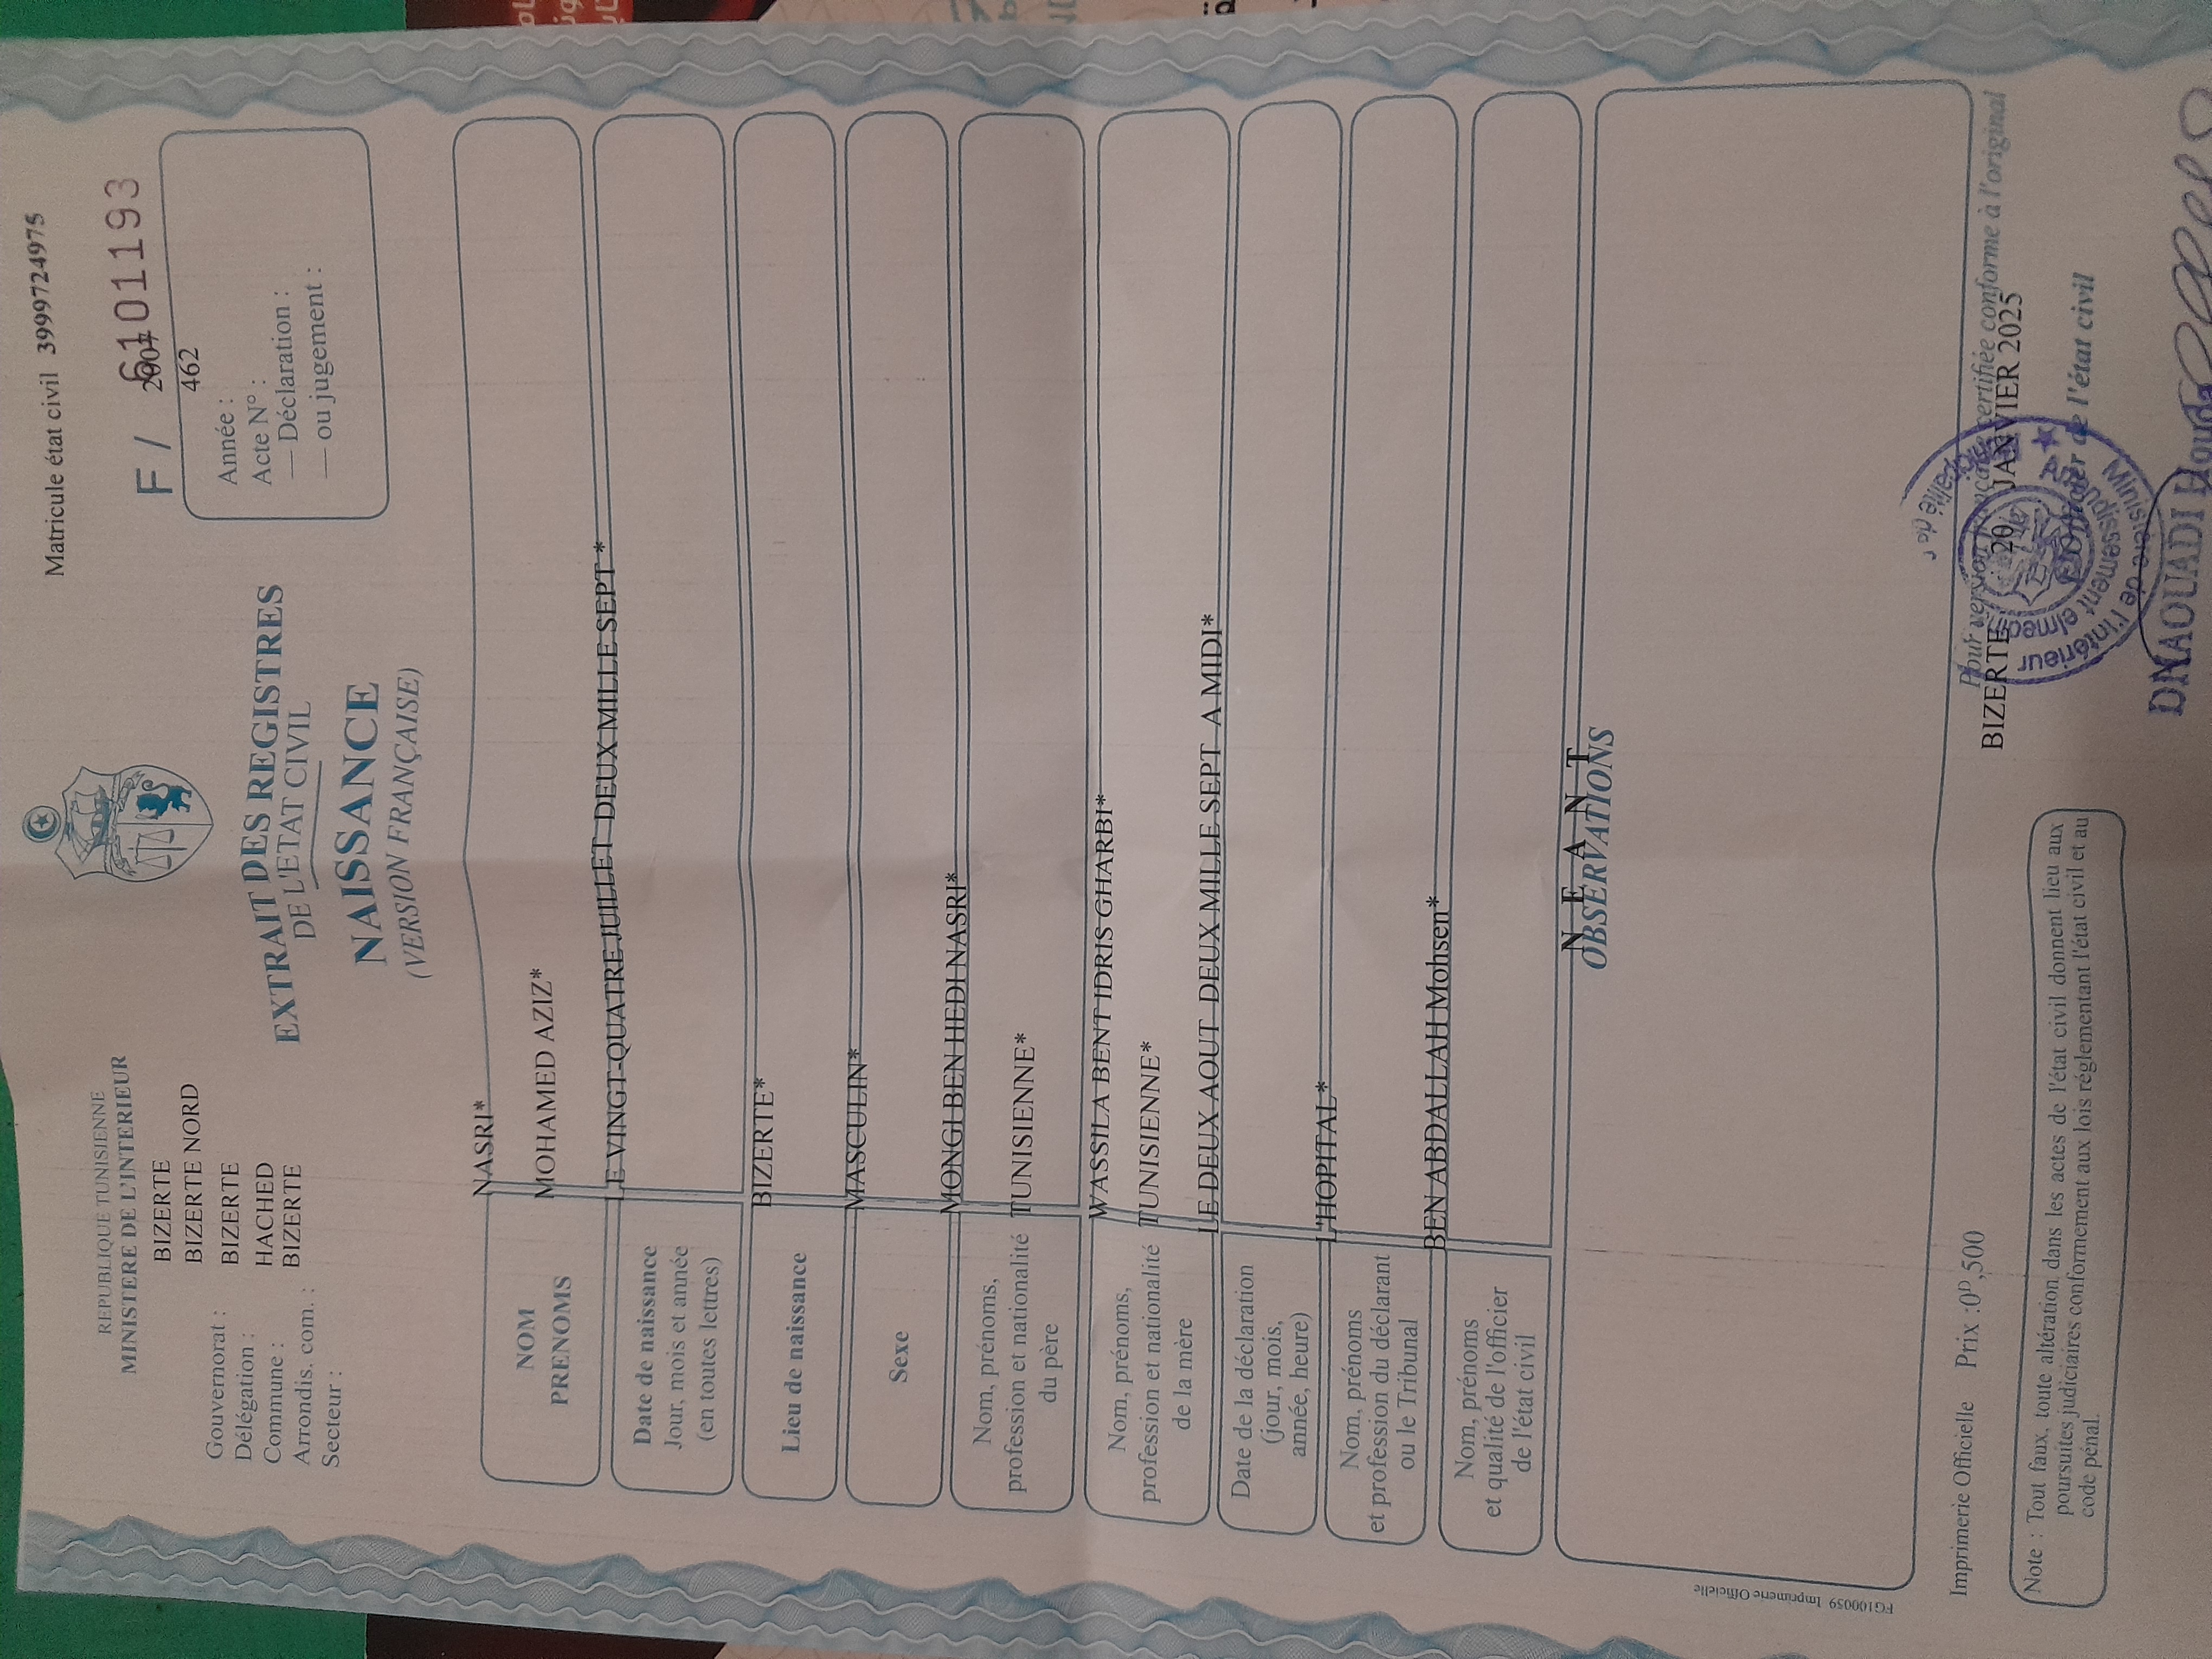 Matricule état civil 399997249​75
REPUBLIQUE TUNISIENNE
MINISTERE DE L'INTERIEUR
F / 6101193
Gouvernorat : BIZERTE
Délégation : BIZERTE NORD
Commune : BIZERTE
Arrondis. com. : HACHED
Secteur : BIZERTE
2007
462
Année :
Acte N° :
— Déclaration :
— ou jugement :
EXTRAIT DES REGISTRES
DE L'ETAT CIVIL
NAISSANCE
(VERSION FRANÇAISE)
NOM
PRENOMS
NASRI*
MOHAMED AZIZ*
Date de naissance
Jour, mois et année
(en toutes lettres)
LE VINGT-QUATRE JUILLET DEUX MILLE SEPT *
Lieu de naissance
BIZERTE*
Sexe
MASCULIN*
Nom, prénoms,
profession et nationalité
du père
MONGI BEN HEDI NASRI*
TUNISIENNE*
Nom, prénoms,
profession et nationalité
de la mère
WASSILA BENT IDRIS GHARBI*
TUNISIENNE*
Date de la déclaration
(jour, mois,
année, heure)
LE DEUX AOUT DEUX MILLE SEPT A MIDI*
Nom, prénoms
et profession du déclarant
ou le Tribunal
L'HOPITAL*
Nom, prénoms
et qualité de l'officier
de l'état civil
BEN ABDALLAH Mohsen*
N E A N T
OBSERVATIONS
FG100059 Imprimerie Officielle
Imprimerie Officielle Prix :0ᴰ,500
Pour version française certifiée conforme à l'original
BIZERTE 20 JANVIER 2025
L'Officier de l'état civil
Ministère de l'intérieur
Note : Tout faux, toute altération, dans les actes de l'état civil donnent lieu aux
poursuites judiciaires conformement aux lois réglementant l'état civil et au
code pénal.